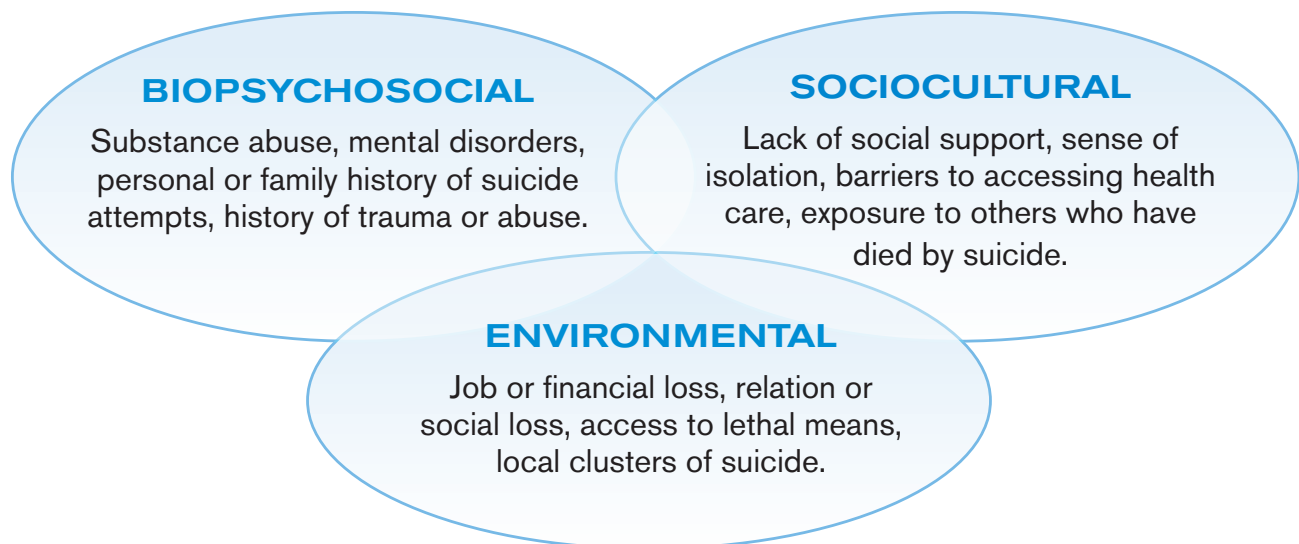 BIOPSYCHOSOCIAL
Substance abuse, mental disorders,
personal or family history of suicide
attempts, history of trauma or abuse.
SOCIOCULTURAL
Lack of social support, sense of
isolation, barriers to accessing health
care, exposure to others who have
died by suicide.
ENVIRONMENTAL
Job or financial loss, relation or
social loss, access to lethal means,
local clusters of suicide.